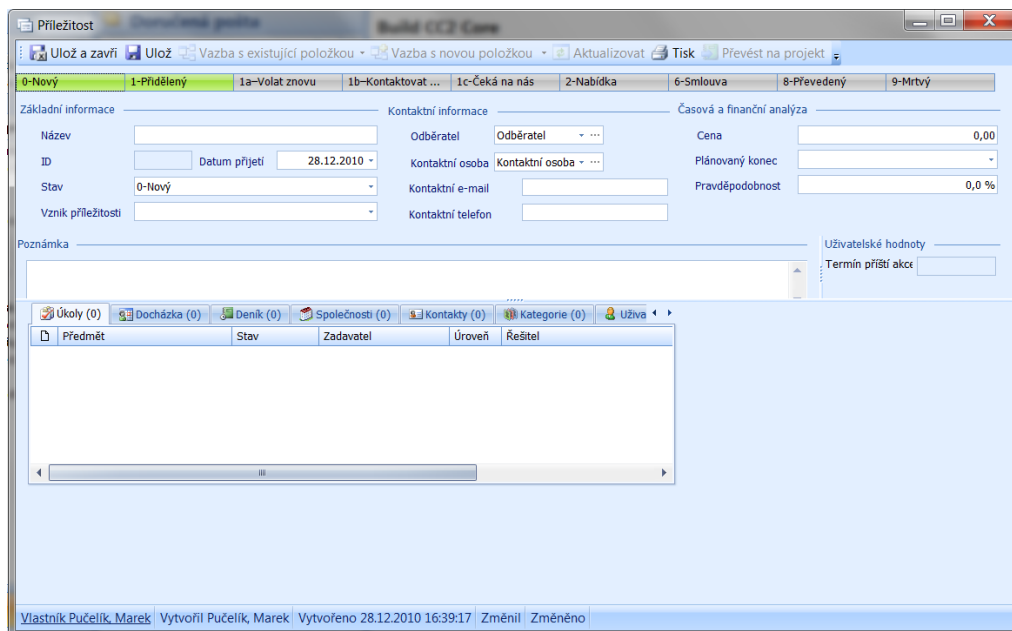 Příležitost
Doručená pošta
Build CC2 Core
Ulož a zavři Ulož Vazba s existující položkou Vazba s novou položkou Aktualizovat Tisk Převést na projekt
0-Nový 1-Přidělený 1a–Volat znovu 1b–Kontaktovat ... 1c-Čeká na nás 2-Nabídka 6-Smlouva 8-Převedený 9-Mrtvý
Základní informace Kontaktní informace Časová a finanční analýza
Název Odběratel Odběratel Cena 0,00
ID Datum přijetí 28.12.2010 Kontaktní osoba Kontaktní osoba Plánovaný konec
Stav 0-Nový Kontaktní e-mail Pravděpodobnost 0,0 %
Vznik příležitosti Kontaktní telefon
Poznámka Uživatelské hodnoty
Termín příští akce
Úkoly (0) Docházka (0) Deník (0) Společnosti (0) Kontakty (0) Kategorie (0) Uživa
Předmět Stav Zadavatel Úroveň Řešitel
Vlastník Pučelík, Marek Vytvořil Pučelík, Marek Vytvořeno 28.12.2010 16:39:17 Změnil Změněno